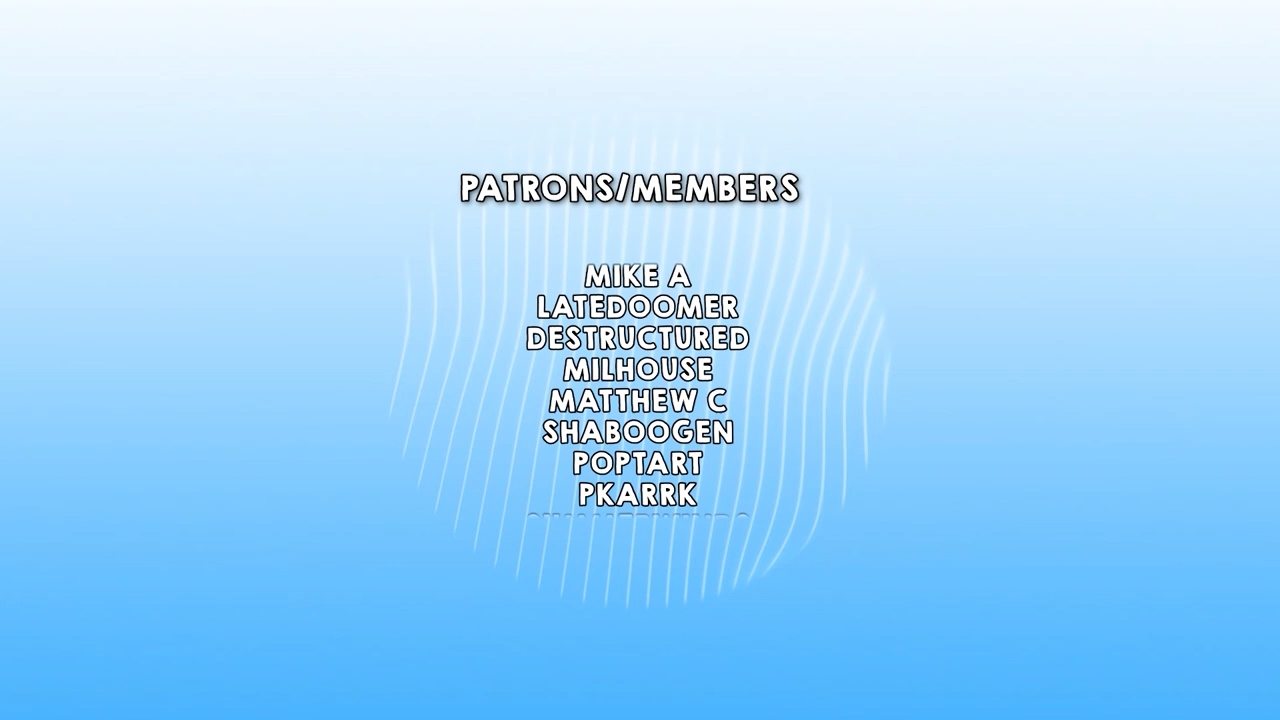 PATRONS/MEMBERS
MIKE A
LATEDOOMER
DESTRUCTURED
MILHOUSE
MATTHEW C
SHABOOGEN
POPTART
PKARRK